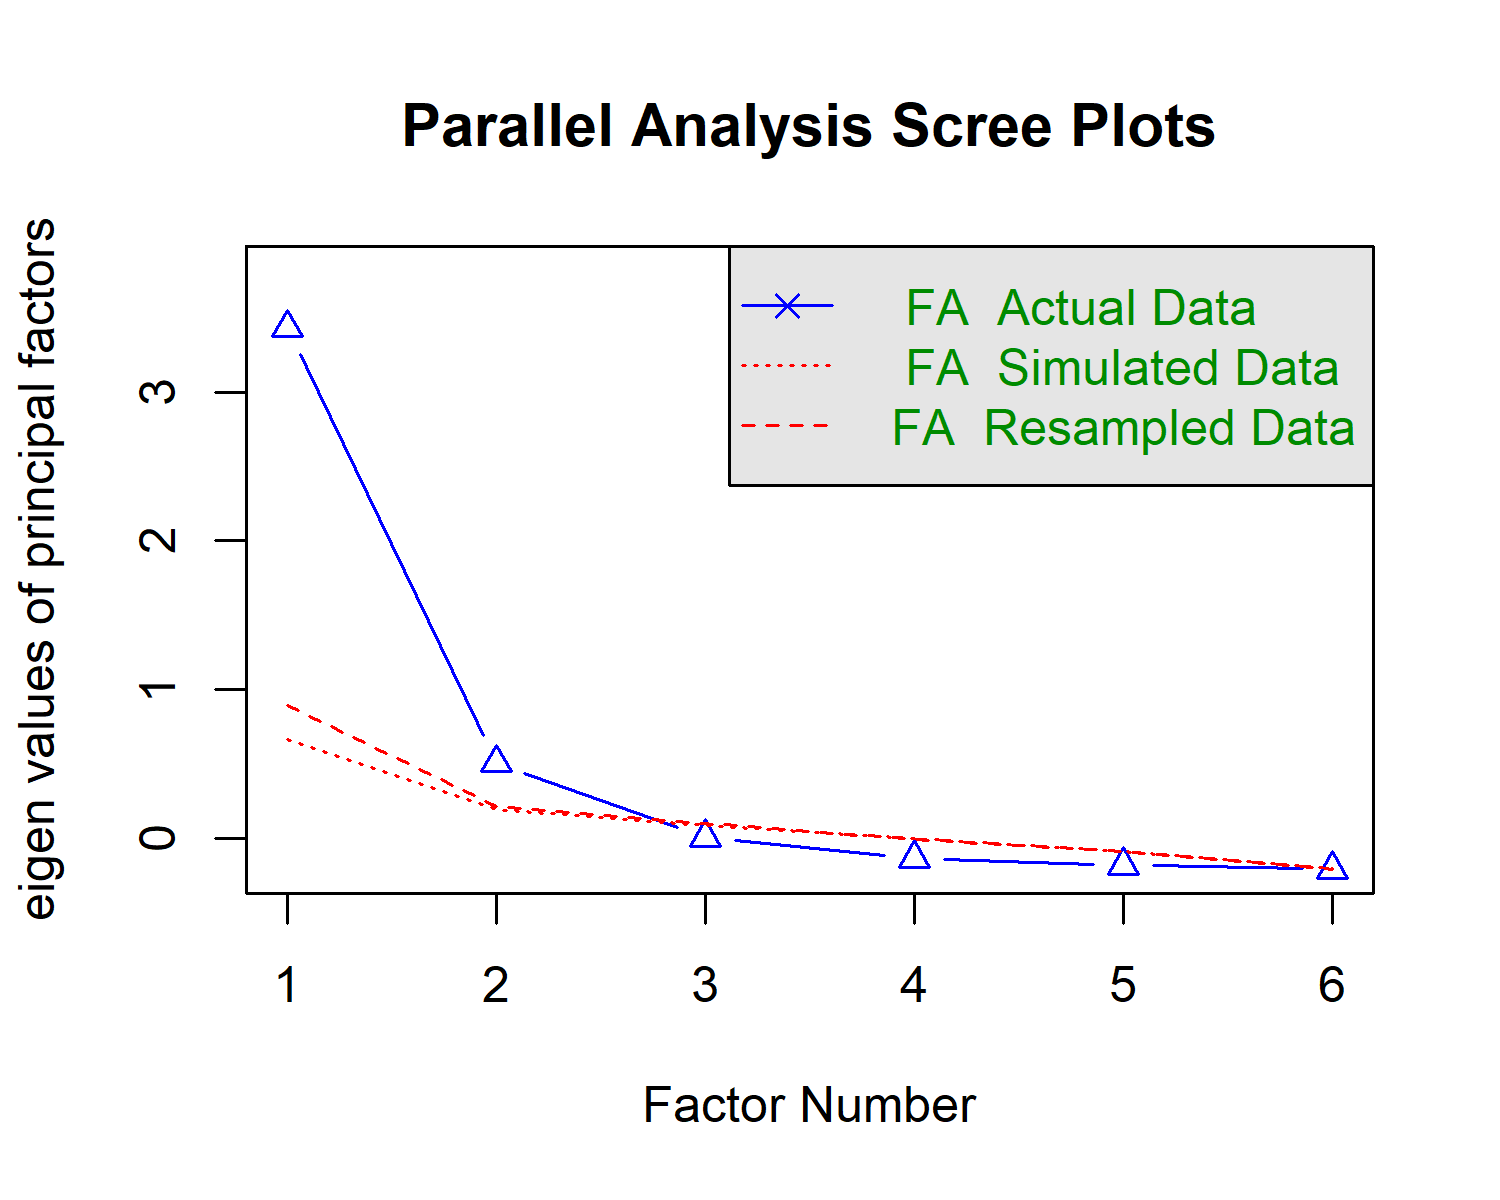 Parallel Analysis Scree Plots
eigen values of principal factors
3
2
1
0
FA Actual Data
FA Simulated Data
FA Resampled Data
1 2 3 4 5 6
Factor Number